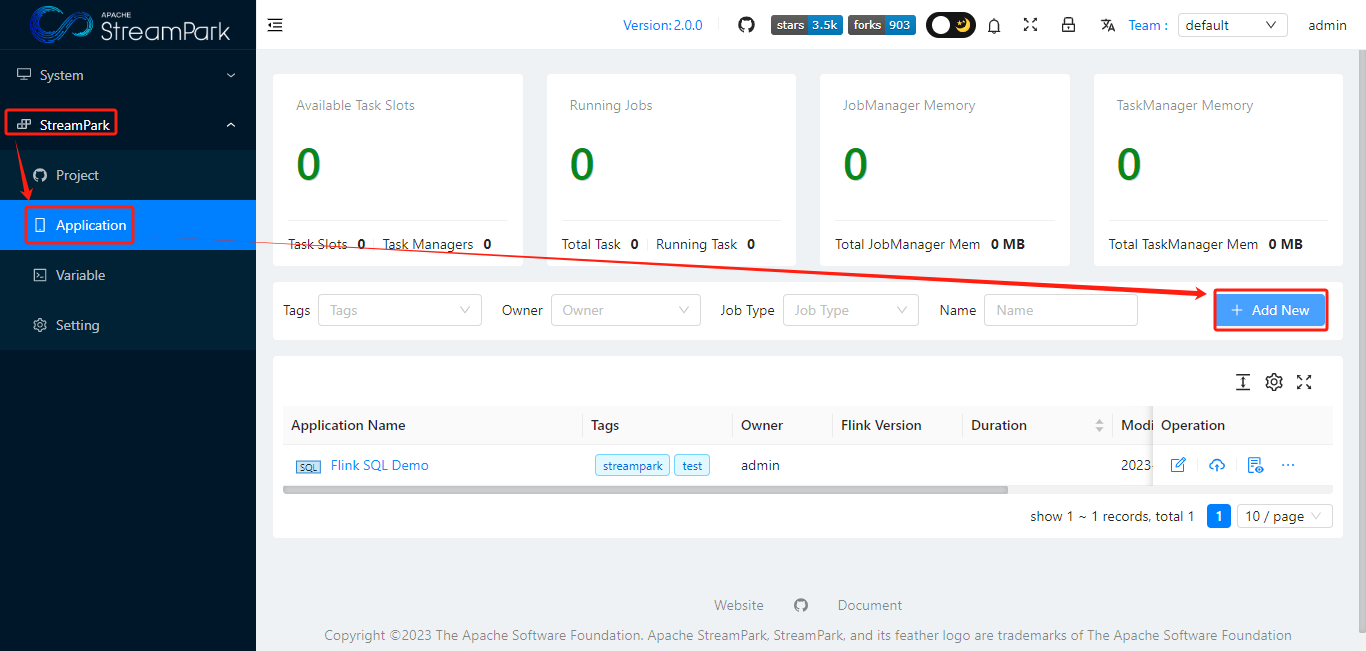 APACHE
StreamPark
Version:2.0.0
stars 3.5k forks 903
Team : default
admin
System
StreamPark
Project
Application
Variable
Setting
Available Task Slots
0
Task Slots 0 Task Managers 0
Running Jobs
0
Total Task 0 Running Task 0
JobManager Memory
0
Total JobManager Mem 0 MB
TaskManager Memory
0
Total TaskManager Mem 0 MB
Tags Tags Owner Owner Job Type Job Type Name Name + Add New
Application Name Tags Owner Flink Version Duration Modi Operation
SQL Flink SQL Demo streampark test admin 2023-
show 1 ~ 1 records, total 1 1 10 / page
Website Document
Copyright ©2023 The Apache Software Foundation. Apache StreamPark, StreamPark, and its feather logo are trademarks of The Apache Software Foundation